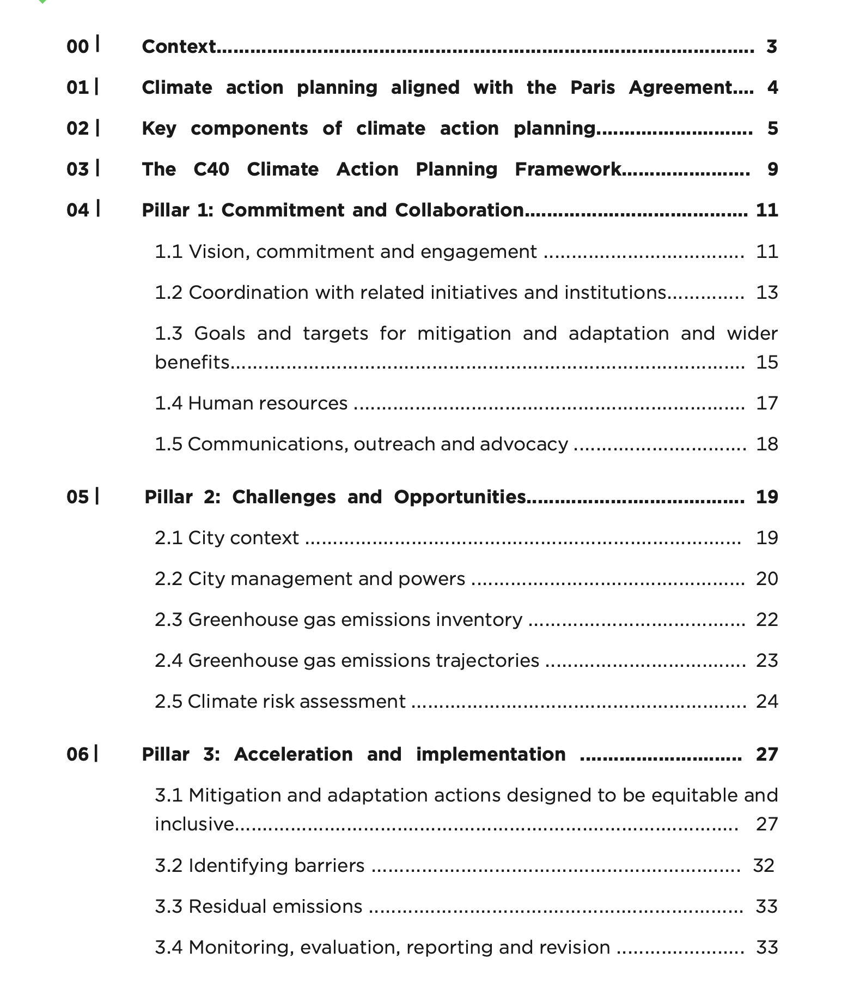 00 | Context................................................................................................ 3
01 | Climate action planning aligned with the Paris Agreement.... 4
02 | Key components of climate action planning............................ 5
03 | The C40 Climate Action Planning Framework....................... 9
04 | Pillar 1: Commitment and Collaboration........................................ 11
1.1 Vision, commitment and engagement .................................... 11
1.2 Coordination with related initiatives and institutions.............. 13
1.3 Goals and targets for mitigation and adaptation and wider
benefits............................................................................................ 15
1.4 Human resources ...................................................................... 17
1.5 Communications, outreach and advocacy ............................... 18
05 | Pillar 2: Challenges and Opportunities....................................... 19
2.1 City context .............................................................................. 19
2.2 City management and powers ................................................. 20
2.3 Greenhouse gas emissions inventory ....................................... 22
2.4 Greenhouse gas emissions trajectories .................................... 23
2.5 Climate risk assessment ............................................................ 24
06 | Pillar 3: Acceleration and implementation ............................. 27
3.1 Mitigation and adaptation actions designed to be equitable and
inclusive.......................................................................................... 27
3.2 Identifying barriers .................................................................. 32
3.3 Residual emissions ................................................................... 33
3.4 Monitoring, evaluation, reporting and revision ....................... 33